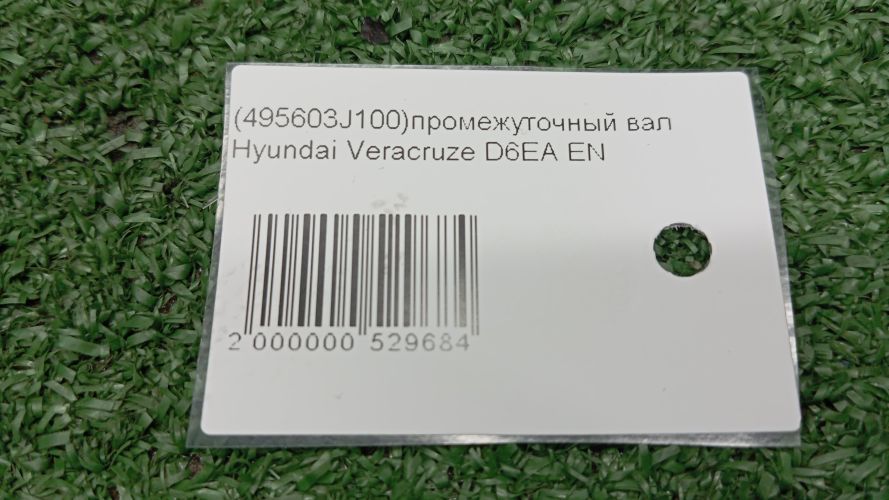 (495603J100)промежуточный вал
Hyundai Veracruze D6EA EN
2 000000 529684